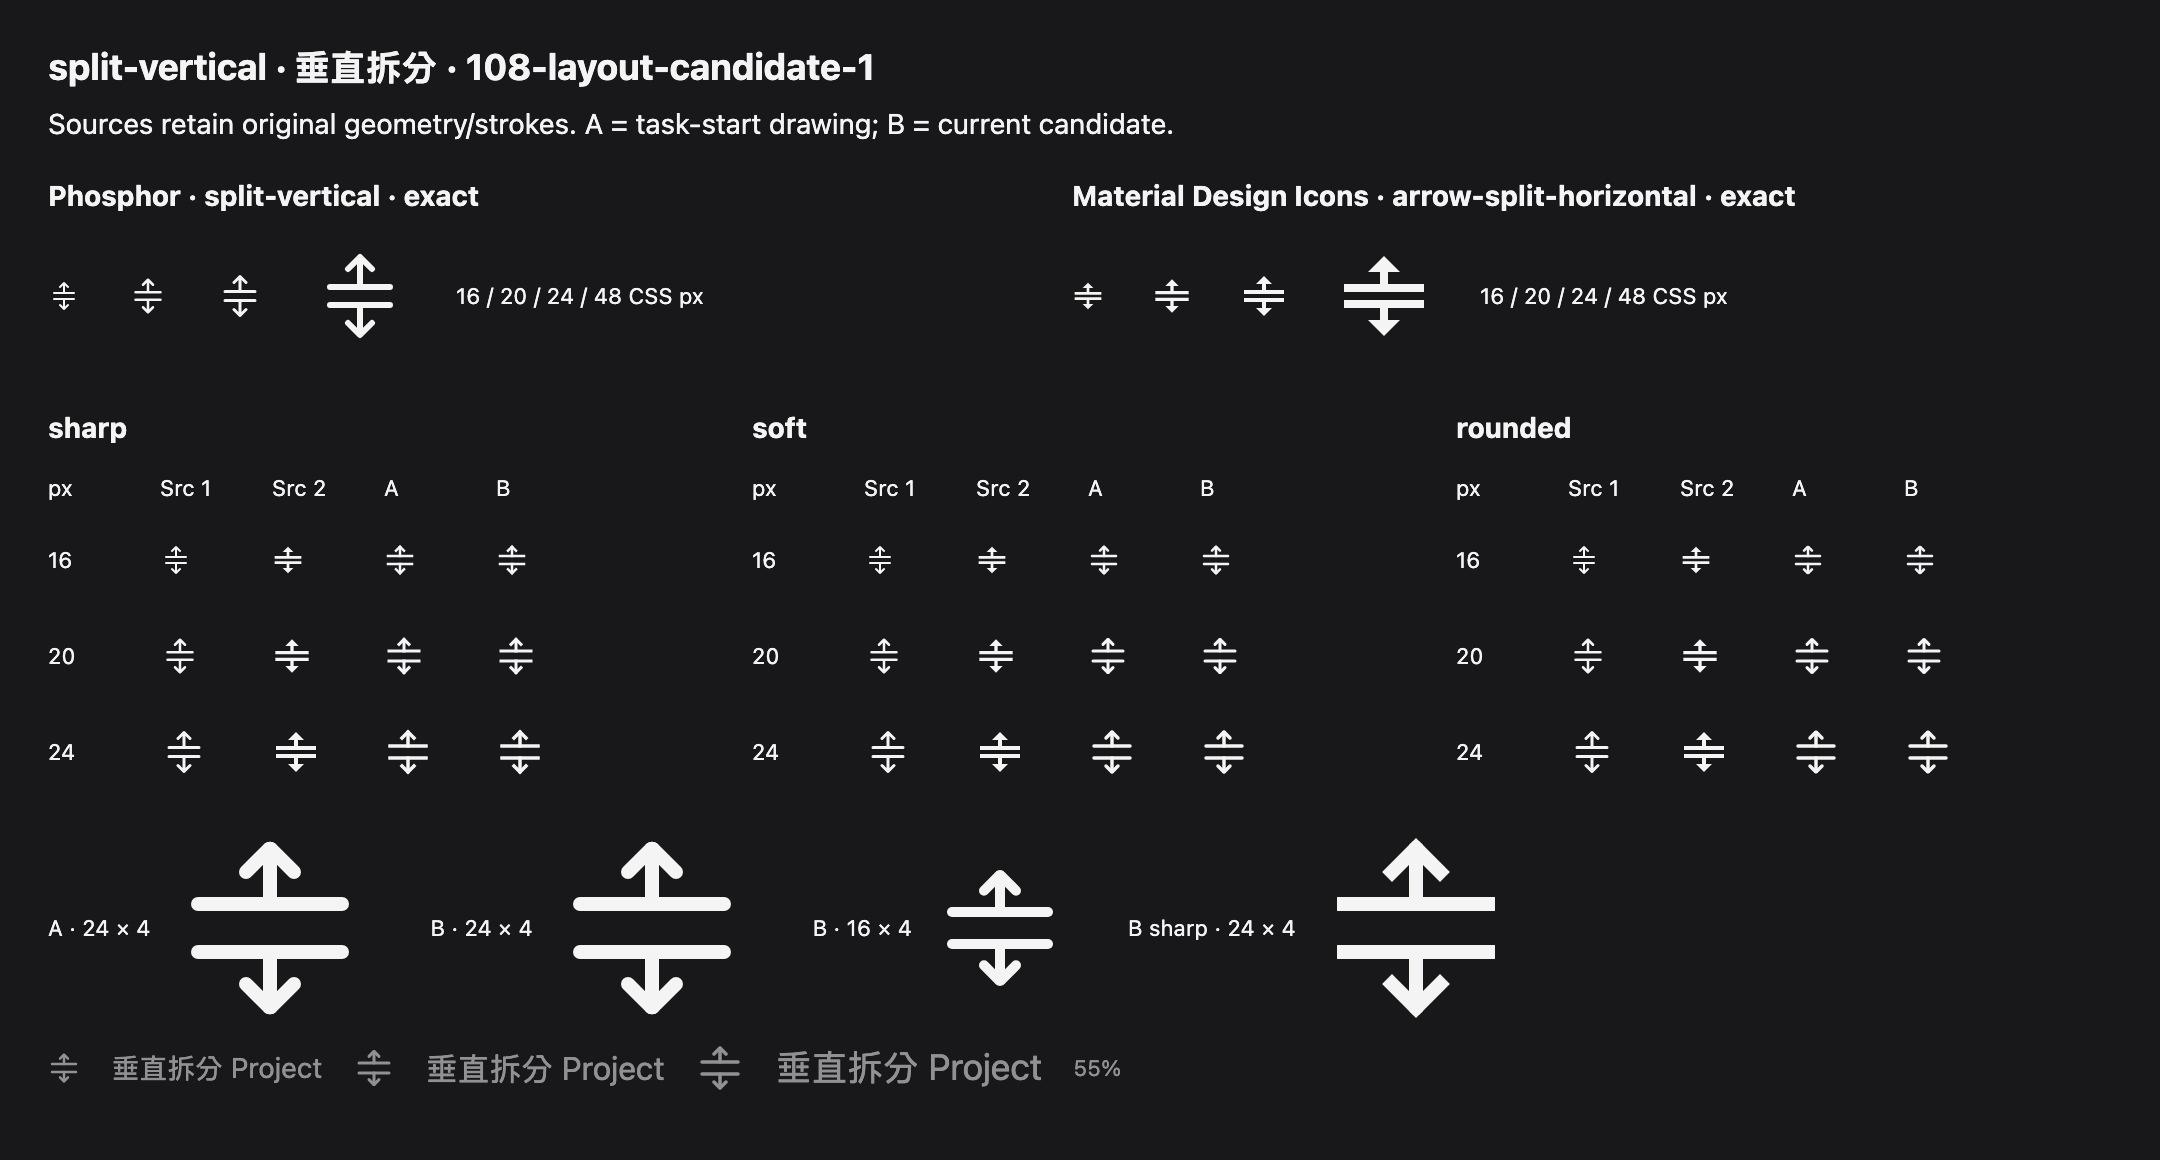 split-vertical · 垂直拆分 · 108-layout-candidate-1
Sources retain original geometry/strokes. A = task-start drawing; B = current candidate.
Phosphor · split-vertical · exact
Material Design Icons · arrow-split-horizontal · exact
16 / 20 / 24 / 48 CSS px
16 / 20 / 24 / 48 CSS px
sharp
soft
rounded
px Src 1 Src 2 A B
px Src 1 Src 2 A B
px Src 1 Src 2 A B
16
16
16
20
20
20
24
24
24
A · 24 × 4
B · 24 × 4
B · 16 × 4
B sharp · 24 × 4
垂直拆分 Project
垂直拆分 Project
垂直拆分 Project
55%